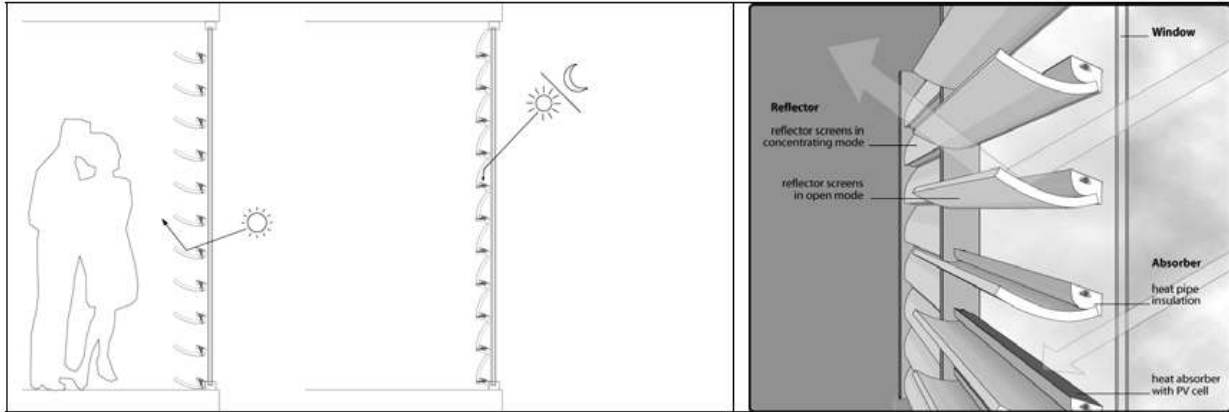 Window
Reflector
reflector screens in
concentrating mode
reflector screens
in open mode
Absorber
heat pipe
insulation
heat absorber
with PV cell